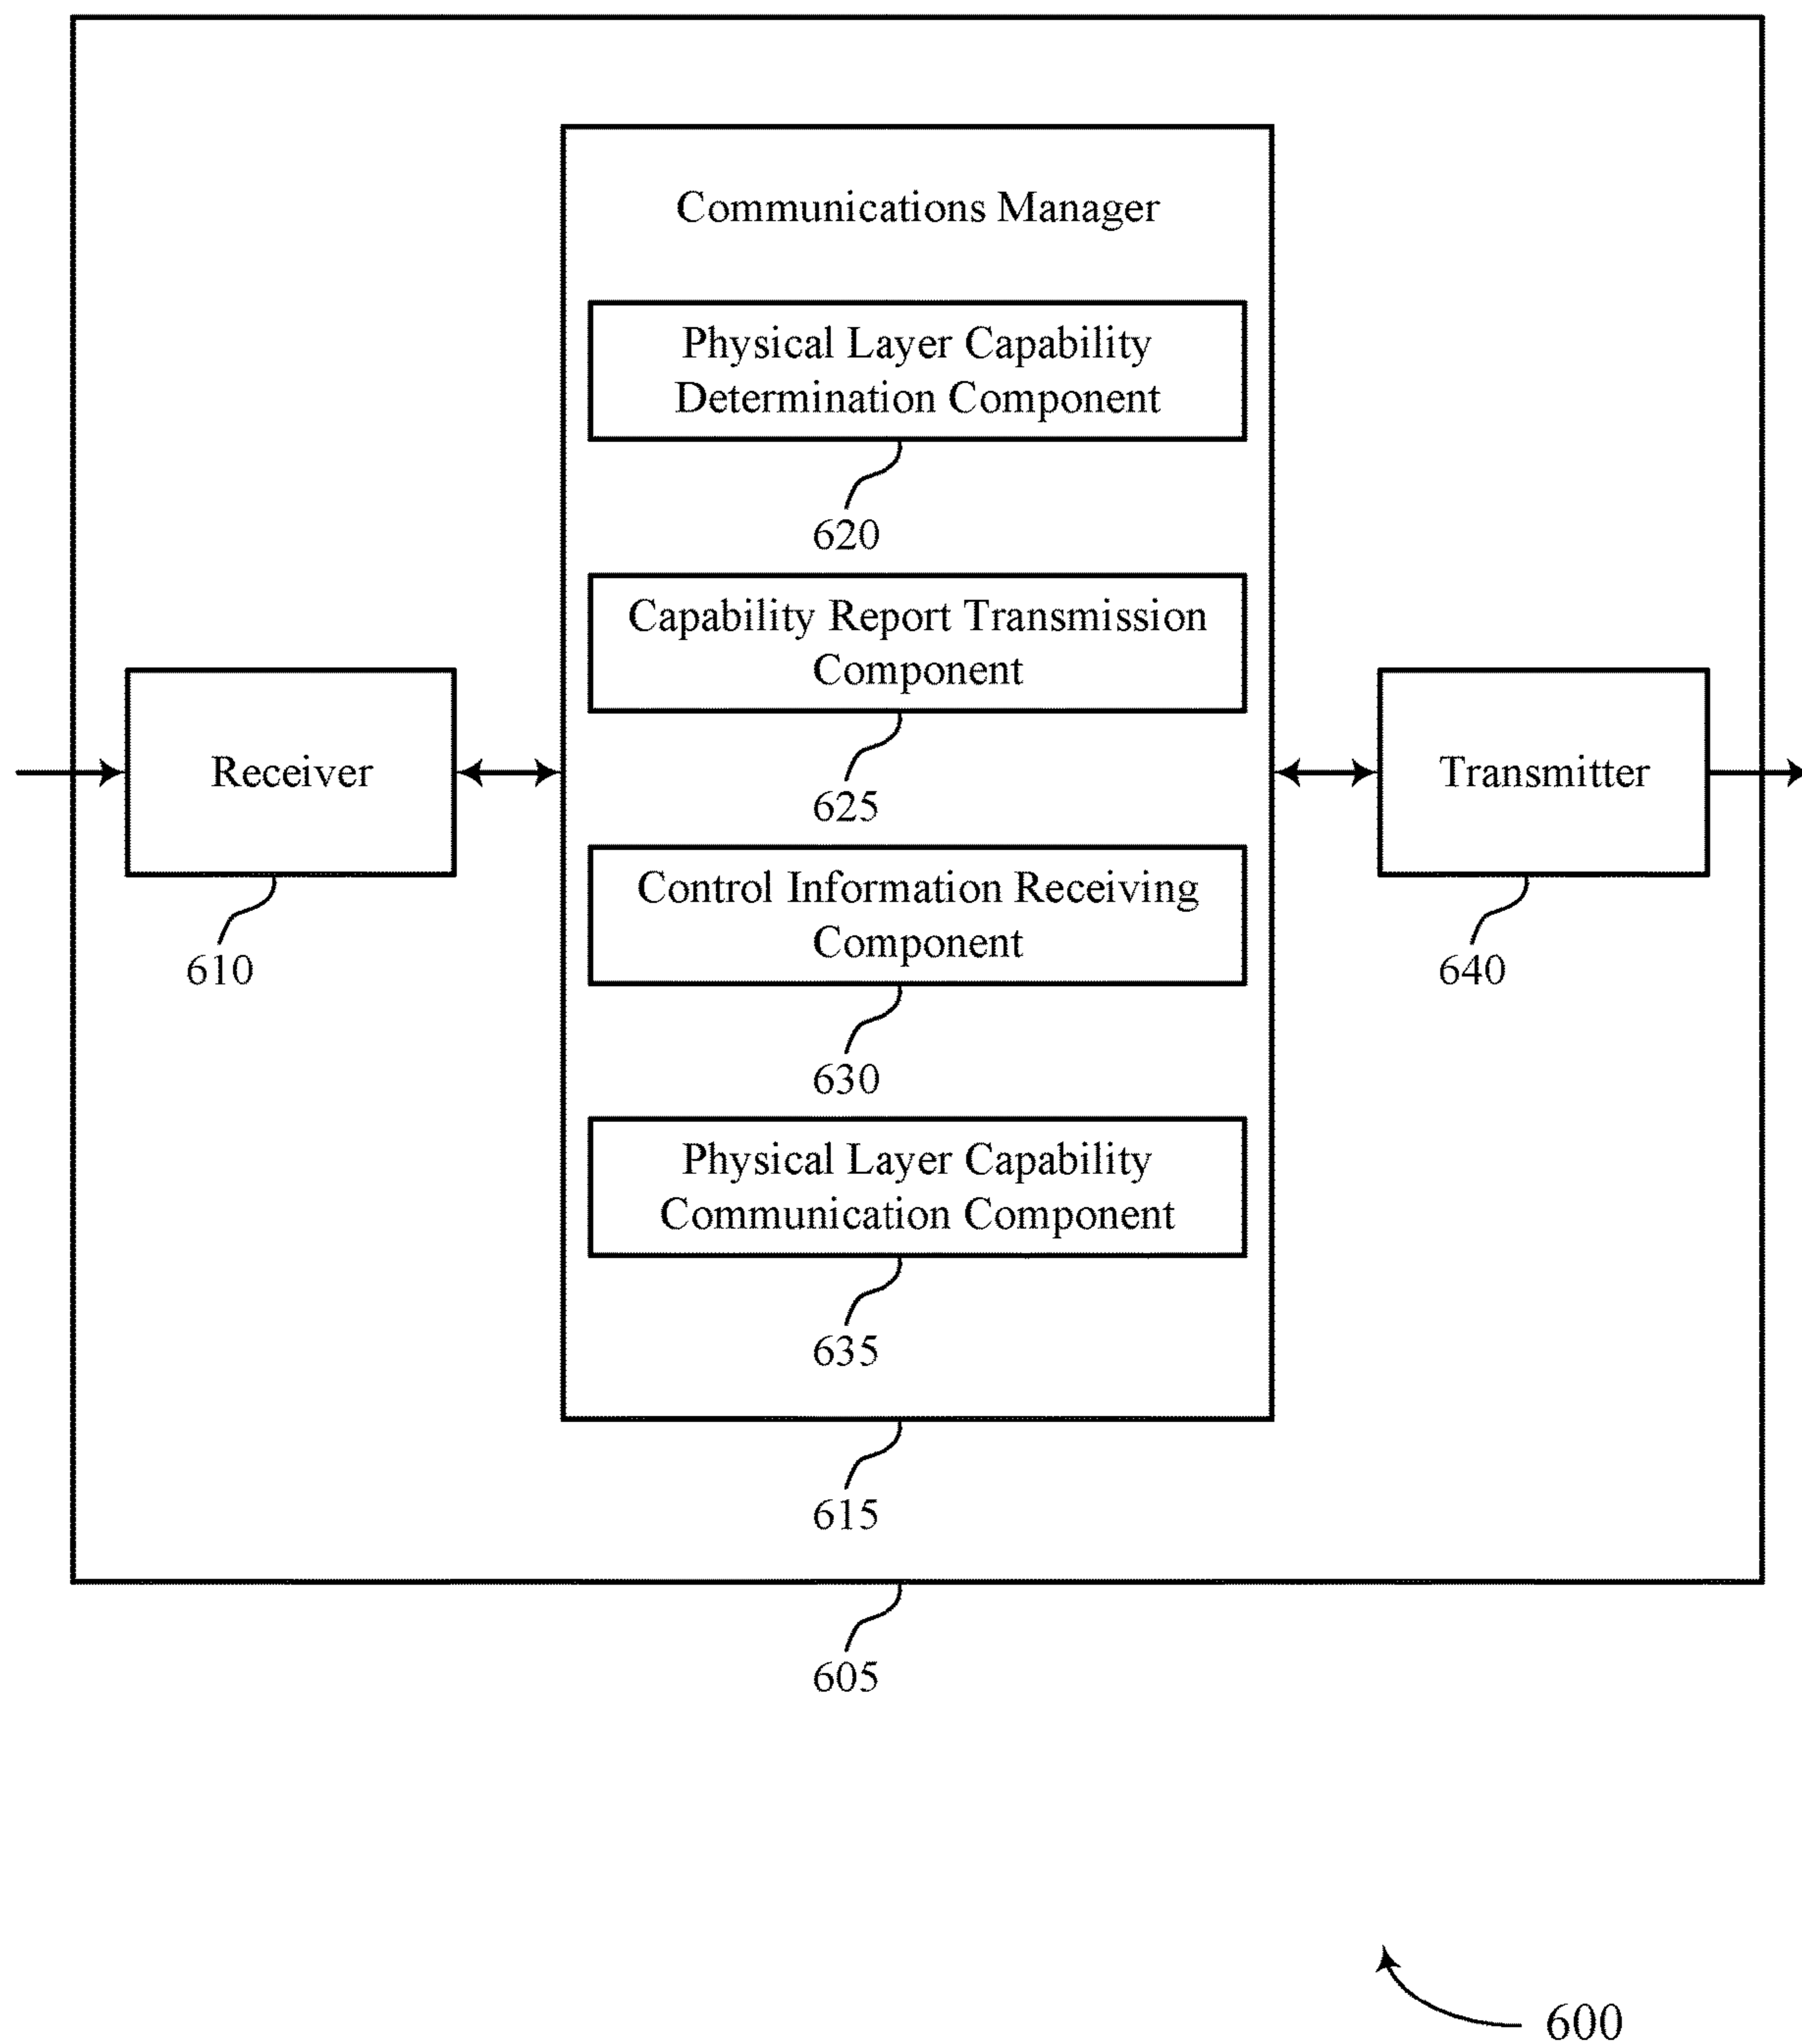 Communications Manager
Physical Layer Capability
Determination Component
620
Capability Report Transmission
Component
625
Receiver
610
Transmitter
640
Control Information Receiving
Component
630
Physical Layer Capability
Communication Component
635
615
605
600